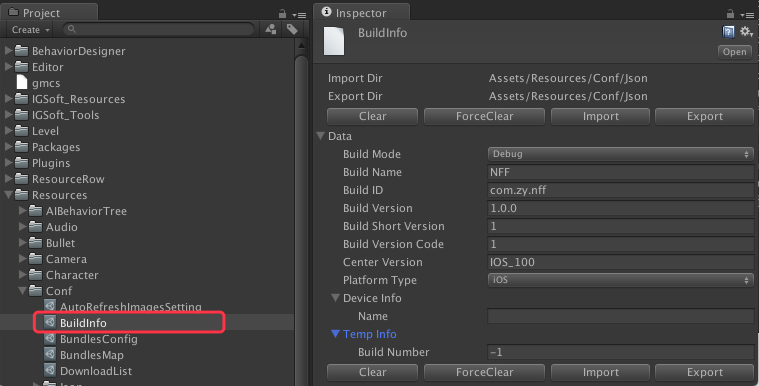 Project
Create
BehaviorDesigner
Editor
gmcs
IGSoft_Resources
IGSoft_Tools
Level
Packages
Plugins
ResourceRow
Resources
AIBehaviorTree
Audio
Bullet
Camera
Character
Conf
AutoRefreshImagesSetting
BuildInfo
BundlesConfig
BundlesMap
DownloadList
Json
Inspector
BuildInfo
Open
Import Dir Assets/Resources/Conf/Json
Export Dir Assets/Resources/Conf/Json
Clear ForceClear Import Export
Data
Build Mode Debug
Build Name NFF
Build ID com.zy.nff
Build Version 1.0.0
Build Short Version 1
Build Version Code 1
Center Version IOS_100
Platform Type iOS
Device Info
Name
Temp Info
Build Number -1
Clear ForceClear Import Export